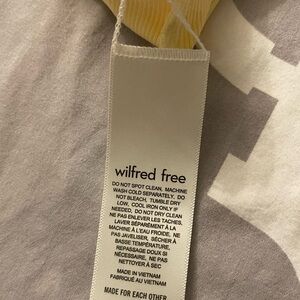 wilfred free
DO NOT SPOT CLEAN, MACHINE
WASH COLD SEPARATELY, DO
NOT BLEACH, TUMBLE DRY
LOW, COOL IRON ONLY IF
NEEDED, DO NOT DRY CLEAN
NE PAS ENLEVER LES TACHES,
LAVER SÉPARÉMENT À LA
MACHINE À L'EAU FROIDE, NE
PAS JAVELISER, SÉCHER À
BASSE TEMPÉRATURE,
REPASSAGE DOUX SI
NÉCESSAIRE, NE PAS
NETTOYER À SEC
MADE IN VIETNAM
FABRIQUÉ AU VIETNAM
MADE FOR EACH OTHER